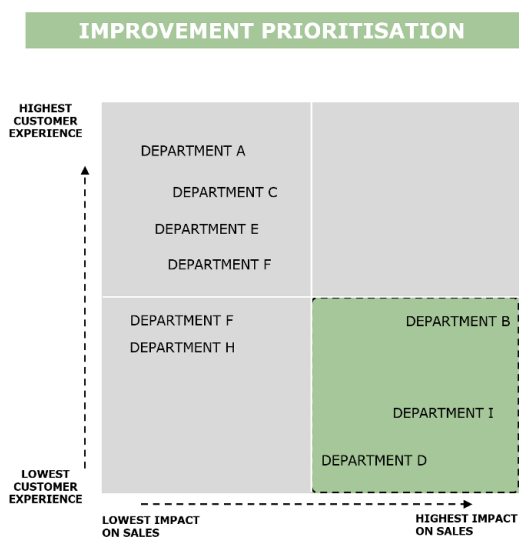 IMPROVEMENT PRIORITISATION
HIGHEST
CUSTOMER
EXPERIENCE
DEPARTMENT A
DEPARTMENT C
DEPARTMENT E
DEPARTMENT F
DEPARTMENT F
DEPARTMENT H
DEPARTMENT B
DEPARTMENT I
DEPARTMENT D
LOWEST
CUSTOMER
EXPERIENCE
LOWEST IMPACT
ON SALES
HIGHEST IMPACT
ON SALES